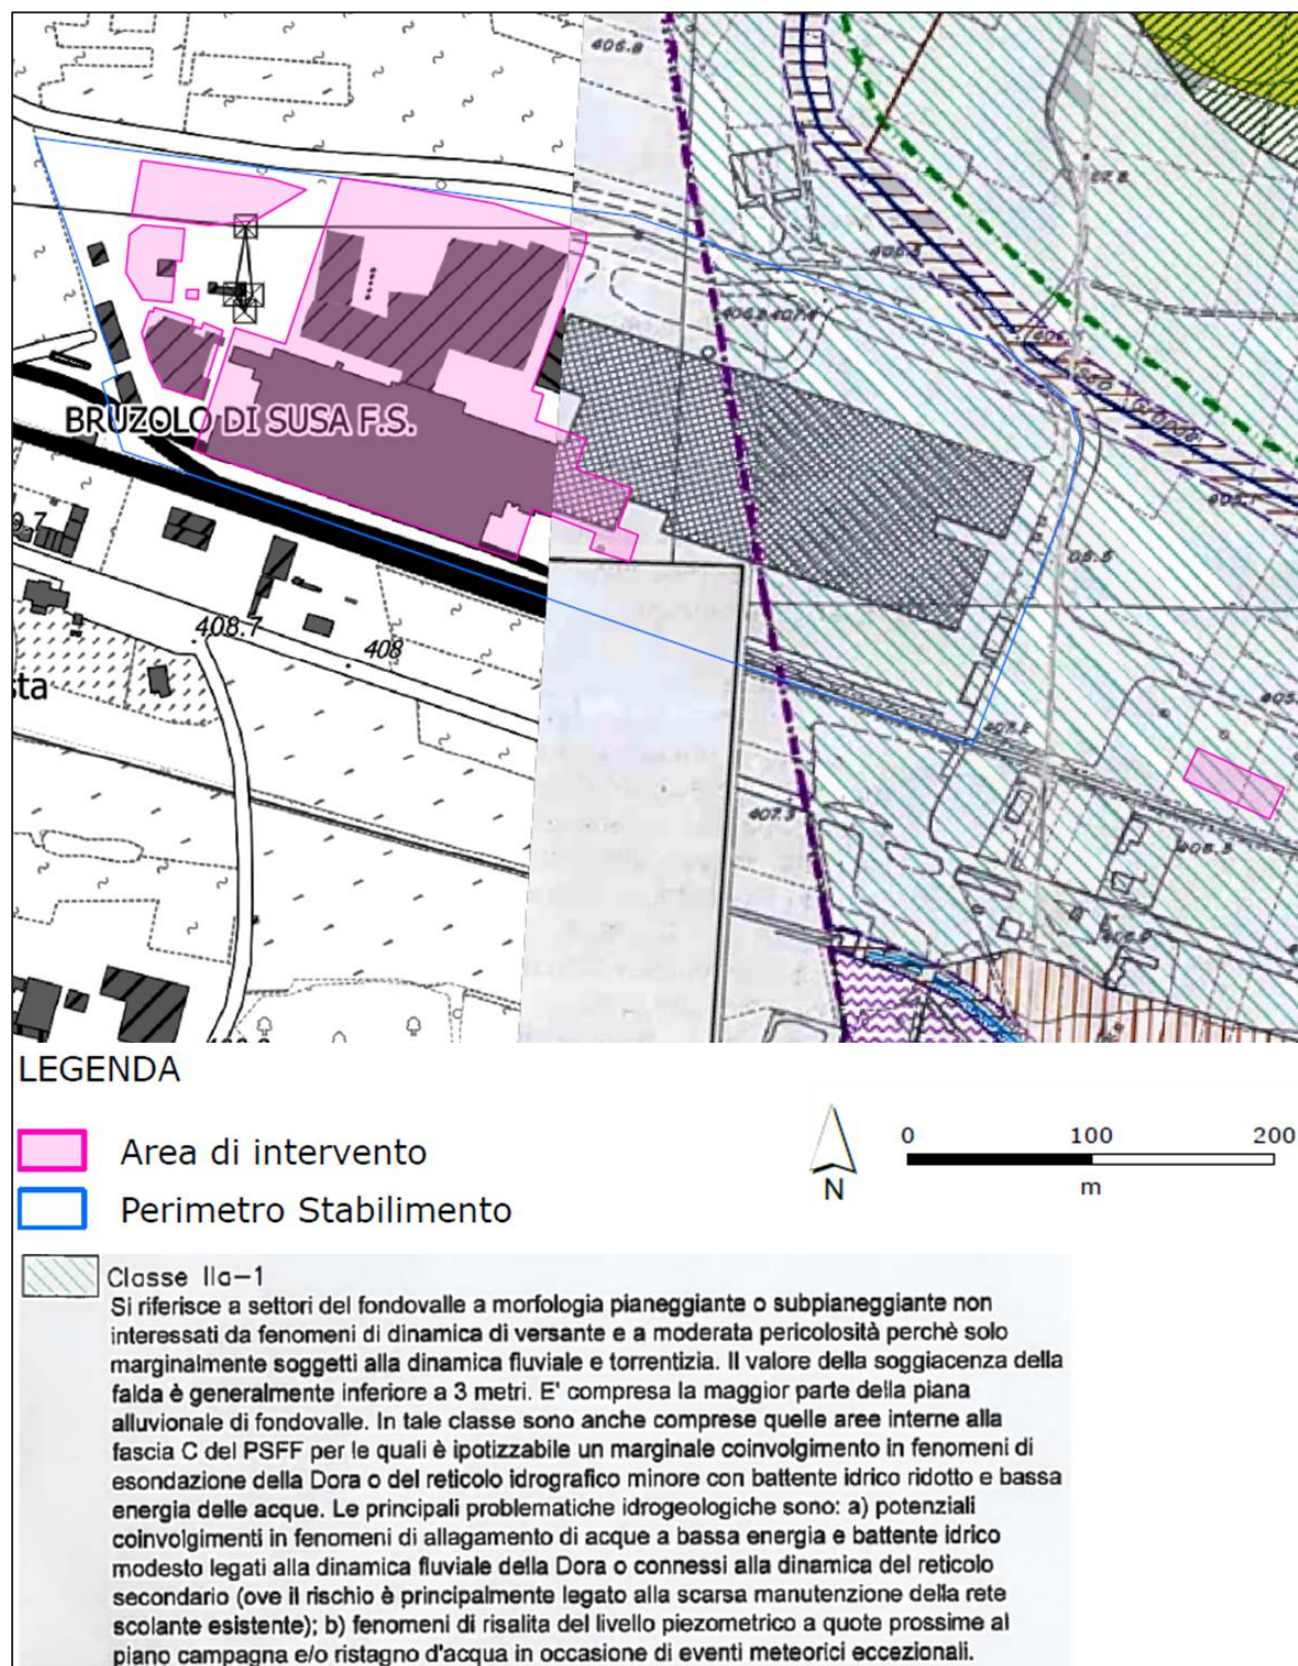 406.8
BRUZOLO DI SUSA F.S.
408.7
408
407.3
sta
LEGENDA
Area di intervento
Perimetro Stabilimento
N
0 100 200
m
Classe IIa-1
Si riferisce a settori del fondovalle a morfologia pianeggiante o subpianeggiante non
interessati da fenomeni di dinamica di versante e a moderata pericolosità perchè solo
marginalmente soggetti alla dinamica fluviale e torrentizia. Il valore della soggiacenza della
falda è generalmente inferiore a 3 metri. E' compresa la maggior parte della piana
alluvionale di fondovalle. In tale classe sono anche comprese quelle aree interne alla
fascia C del PSFF per le quali è ipotizzabile un marginale coinvolgimento in fenomeni di
esondazione della Dora o del reticolo idrografico minore con battente idrico ridotto e bassa
energia delle acque. Le principali problematiche idrogeologiche sono: a) potenziali
coinvolgimenti in fenomeni di allagamento di acque a bassa energia e battente idrico
modesto legati alla dinamica fluviale della Dora o connessi alla dinamica del reticolo
secondario (ove il rischio è principalmente legato alla scarsa manutenzione della rete
scolante esistente); b) fenomeni di risalita del livello piezometrico a quote prossime al
piano campagna e/o ristagno d'acqua in occasione di eventi meteorici eccezionali.